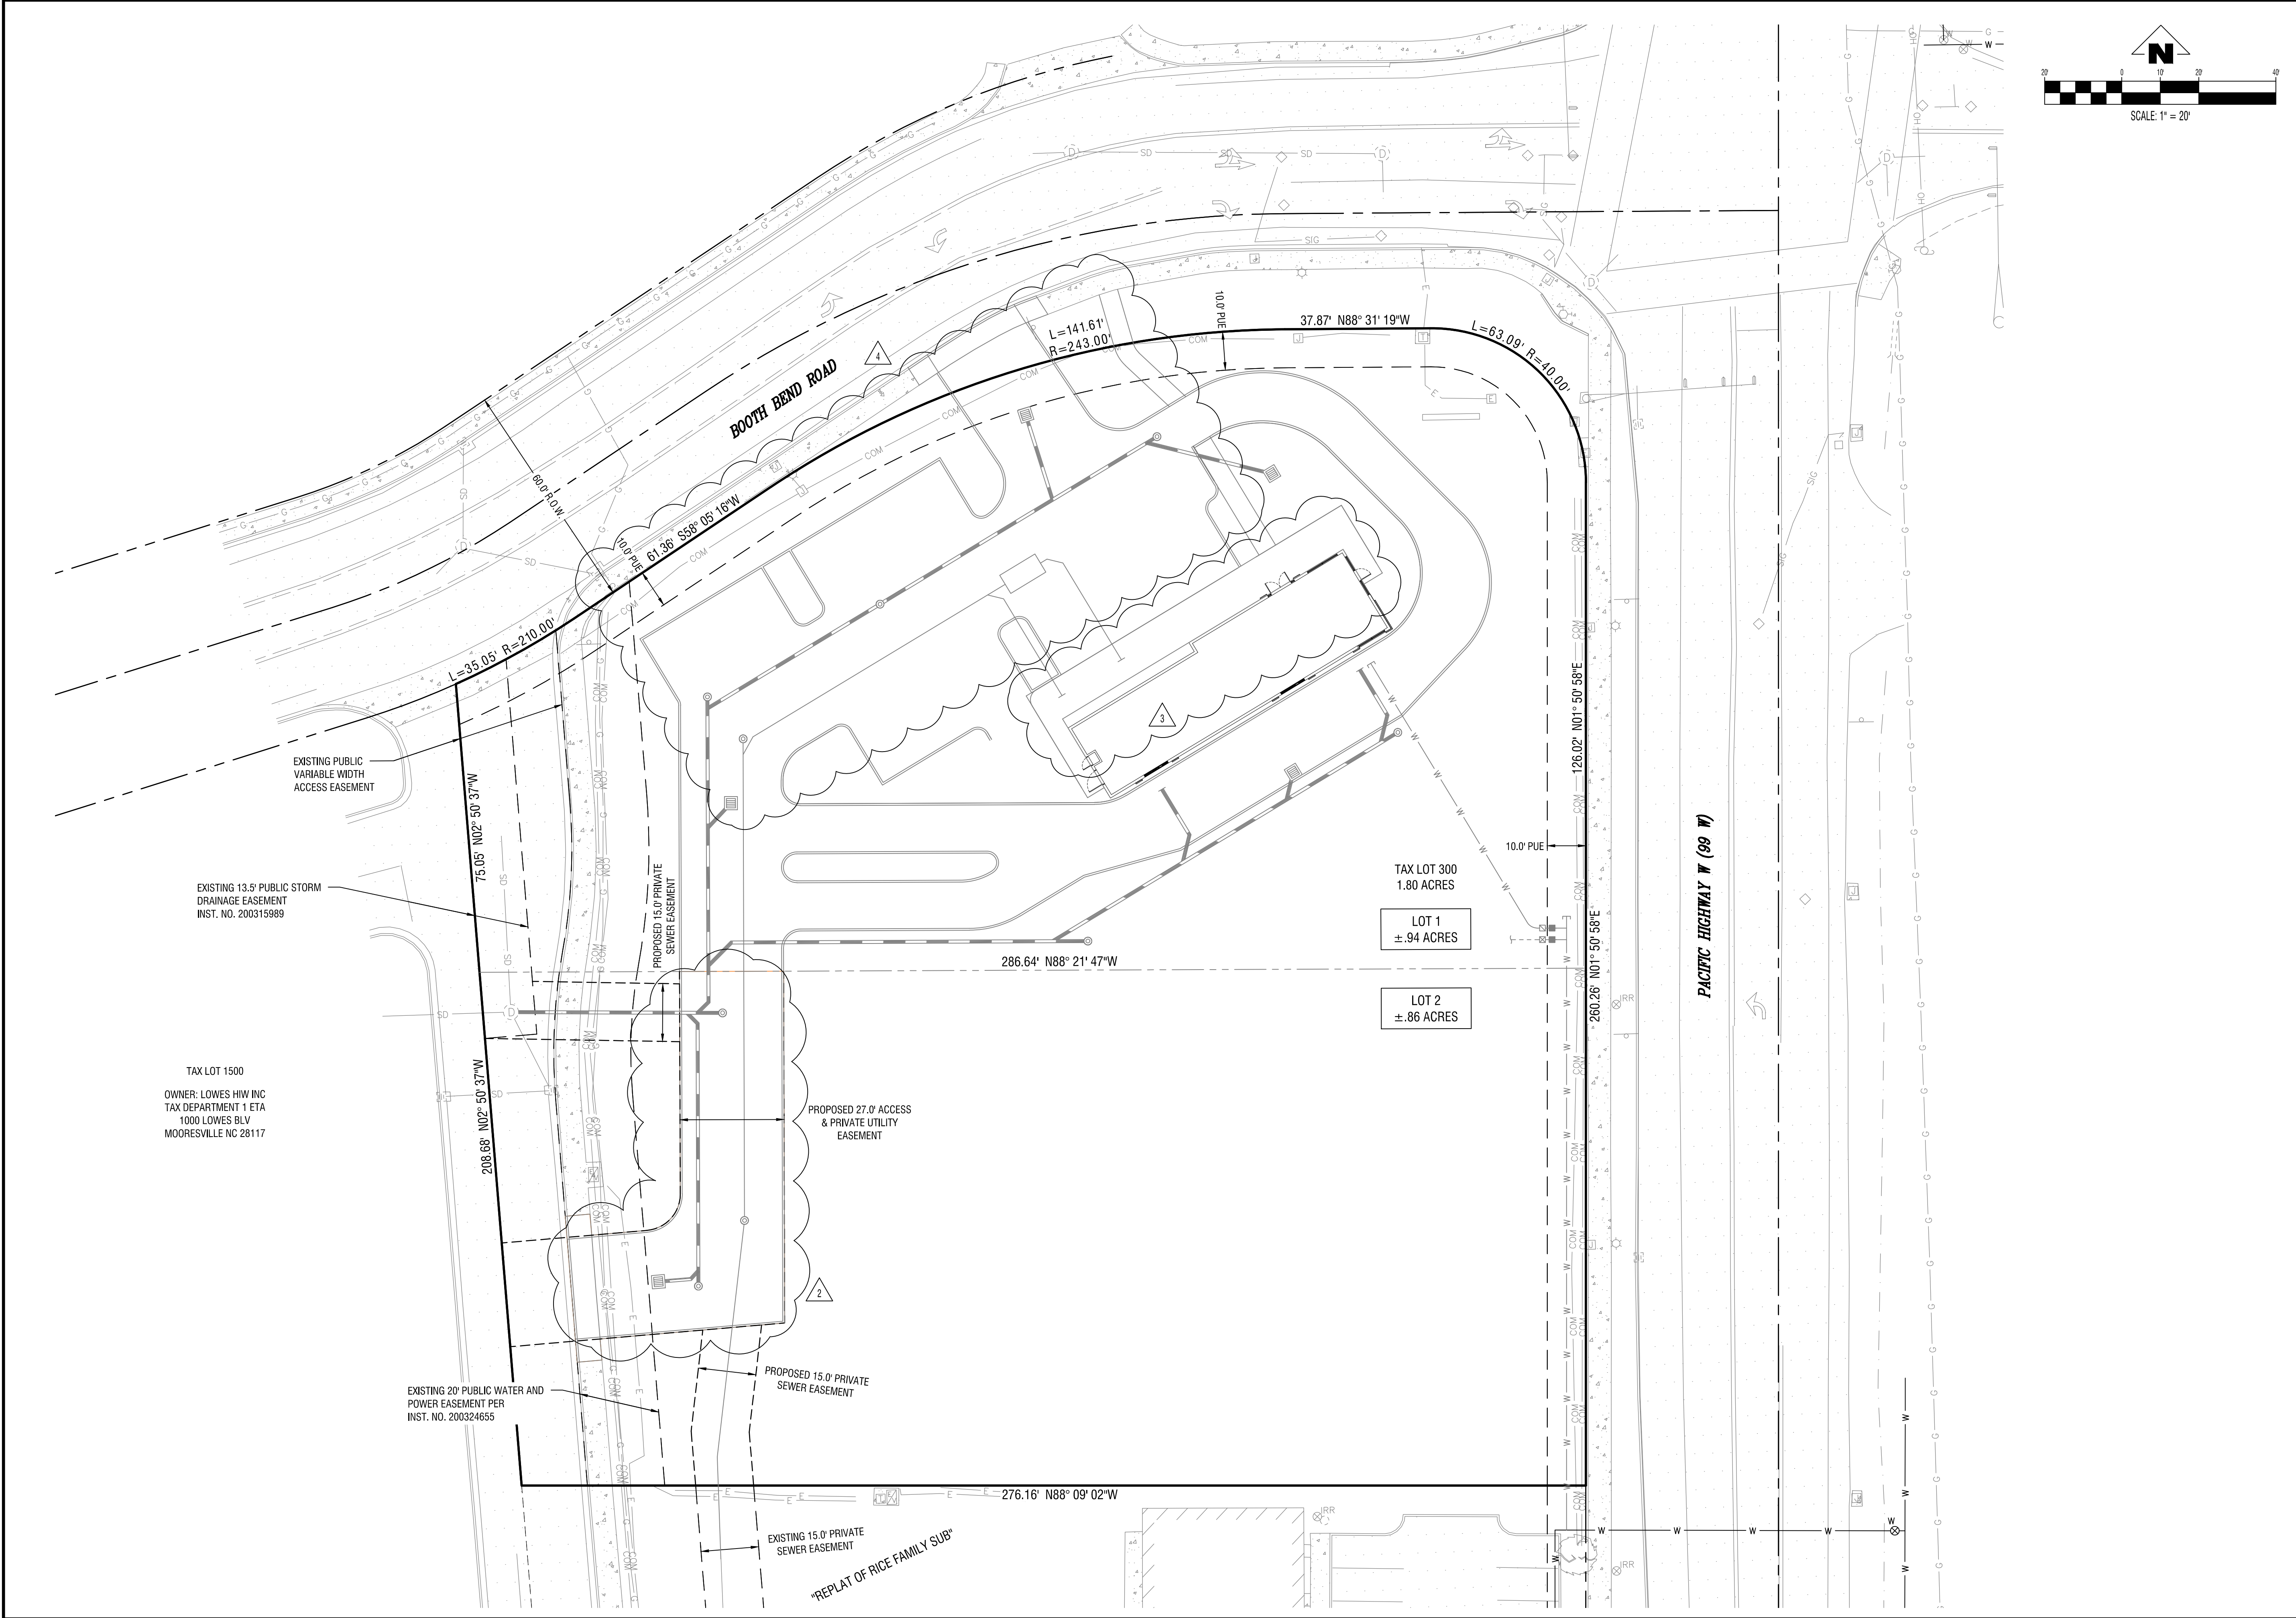 N
20' 0 10' 20' 40'
SCALE: 1" = 20'
BOOTH BEND ROAD
4
L=141.61'
R=243.00'
10.0' PUE
37.87' N88° 31' 19"W
L=63.09' R=40.00'
60.0' R.O.W.
10.0' PUE
61.36' S58° 05' 16"W
L=35.05' R=210.00'
EXISTING PUBLIC
VARIABLE WIDTH
ACCESS EASEMENT
75.05' N02° 50' 37"W
3
126.02' N01° 50' 58"E
PACIFIC HIGHWAY W (99 W)
10.0' PUE
EXISTING 13.5' PUBLIC STORM
DRAINAGE EASEMENT
INST. NO. 200315989
PROPOSED 15.0' PRIVATE
SEWER EASEMENT
TAX LOT 300
1.80 ACRES
LOT 1
±.94 ACRES
286.64' N88° 21' 47"W
260.26' N01° 50' 58"E
LOT 2
±.86 ACRES
IRR
TAX LOT 1500
OWNER: LOWES HIW INC
TAX DEPARTMENT 1 ETA
1000 LOWES BLV
MOORESVILLE NC 28117
208.68' N02° 50' 37"W
PROPOSED 27.0' ACCESS
& PRIVATE UTILITY
EASEMENT
2
PROPOSED 15.0' PRIVATE
SEWER EASEMENT
EXISTING 20' PUBLIC WATER AND
POWER EASEMENT PER
INST. NO. 200324655
276.16' N88° 09' 02"W
EXISTING 15.0' PRIVATE
SEWER EASEMENT
"REPLAT OF RICE FAMILY SUB"
IRR
IRR